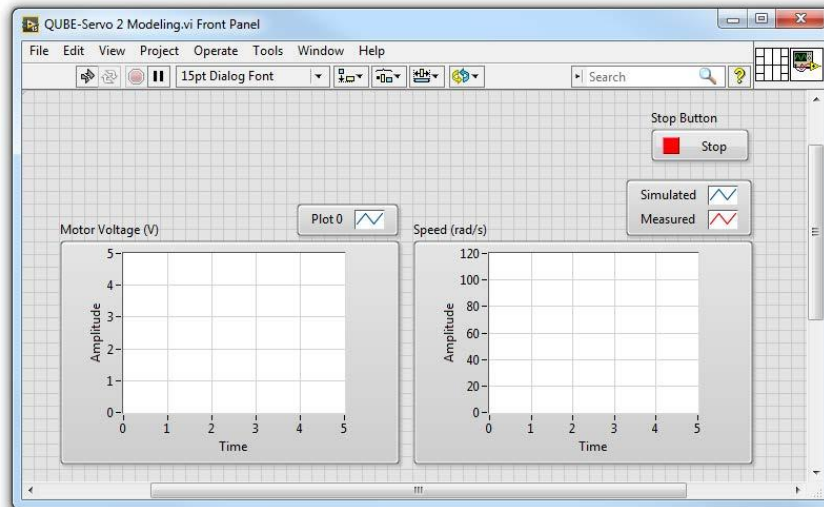 QUBE-Servo 2 Modeling.vi Front Panel
File Edit View Project Operate Tools Window Help
15pt Dialog Font
Search
Stop Button
Stop
Simulated
Measured
Plot 0
Motor Voltage (V)
Speed (rad/s)
5
4
3
2
1
0
Amplitude
0 1 2 3 4 5
Time
120
100
80
60
40
20
0
Amplitude
0 1 2 3 4 5
Time